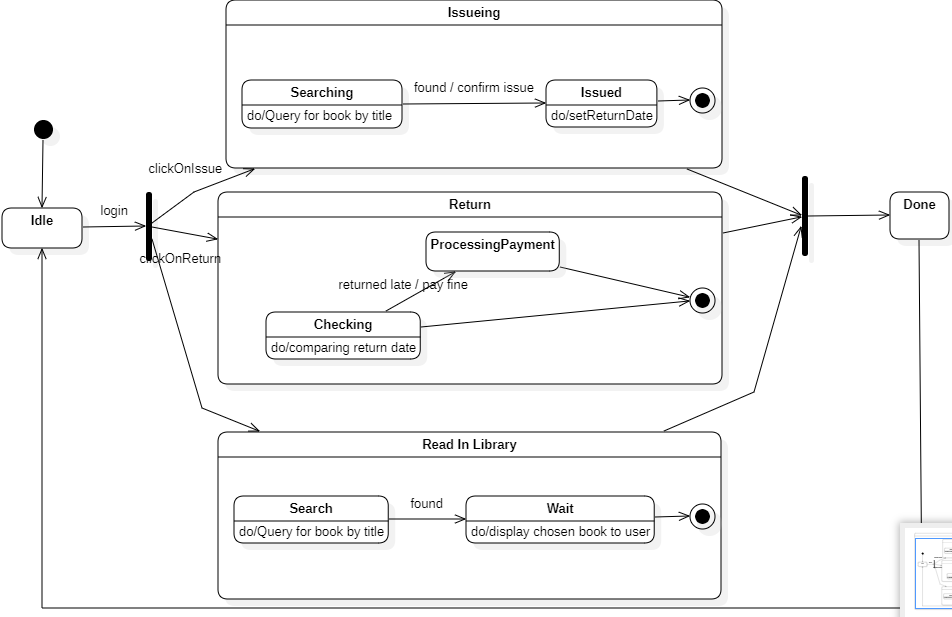 Issueing
Searching
do/Query for book by title
found / confirm issue
Issued
do/setReturnDate
clickOnIssue
Idle
login
clickOnReturn
Return
ProcessingPayment
returned late / pay fine
Checking
do/comparing return date
Done
Read In Library
Search
do/Query for book by title
found
Wait
do/display chosen book to user